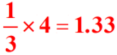 1/3 × 4 = 1.33